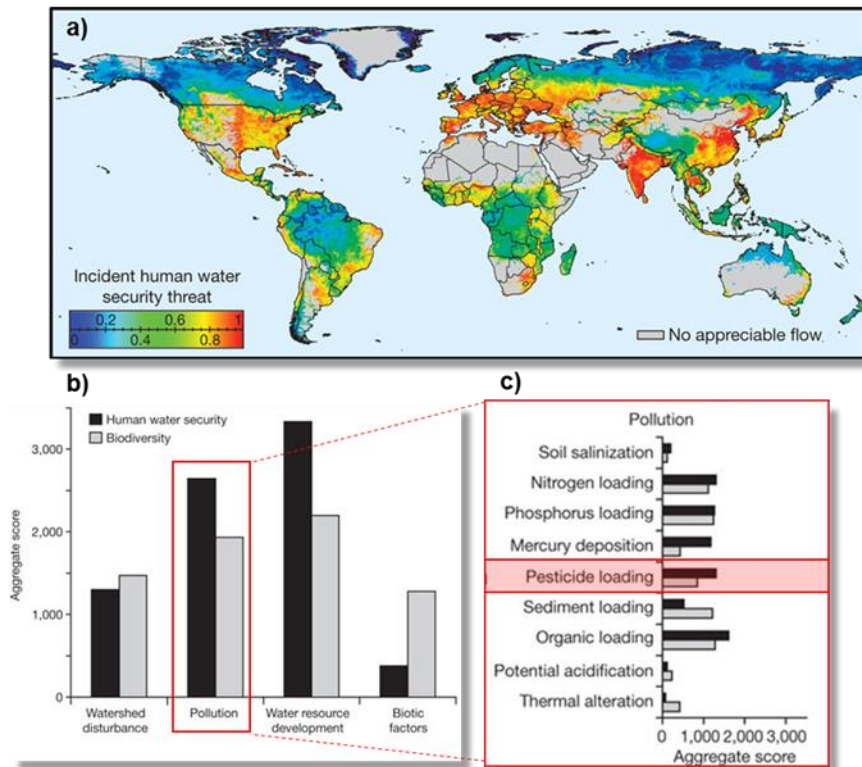 a)
Incident human water
security threat
0.2 0.6 1
0 0.4 0.8
No appreciable flow
b)
Human water security
Biodiversity
3,000
2,000
1,000
0
Aggregate score
Watershed
disturbance
Pollution
Water resource
development
Biotic
factors
c)
Pollution
Soil salinization
Nitrogen loading
Phosphorus loading
Mercury deposition
Pesticide loading
Sediment loading
Organic loading
Potential acidification
Thermal alteration
0 1,000 2,000 3,000
Aggregate score